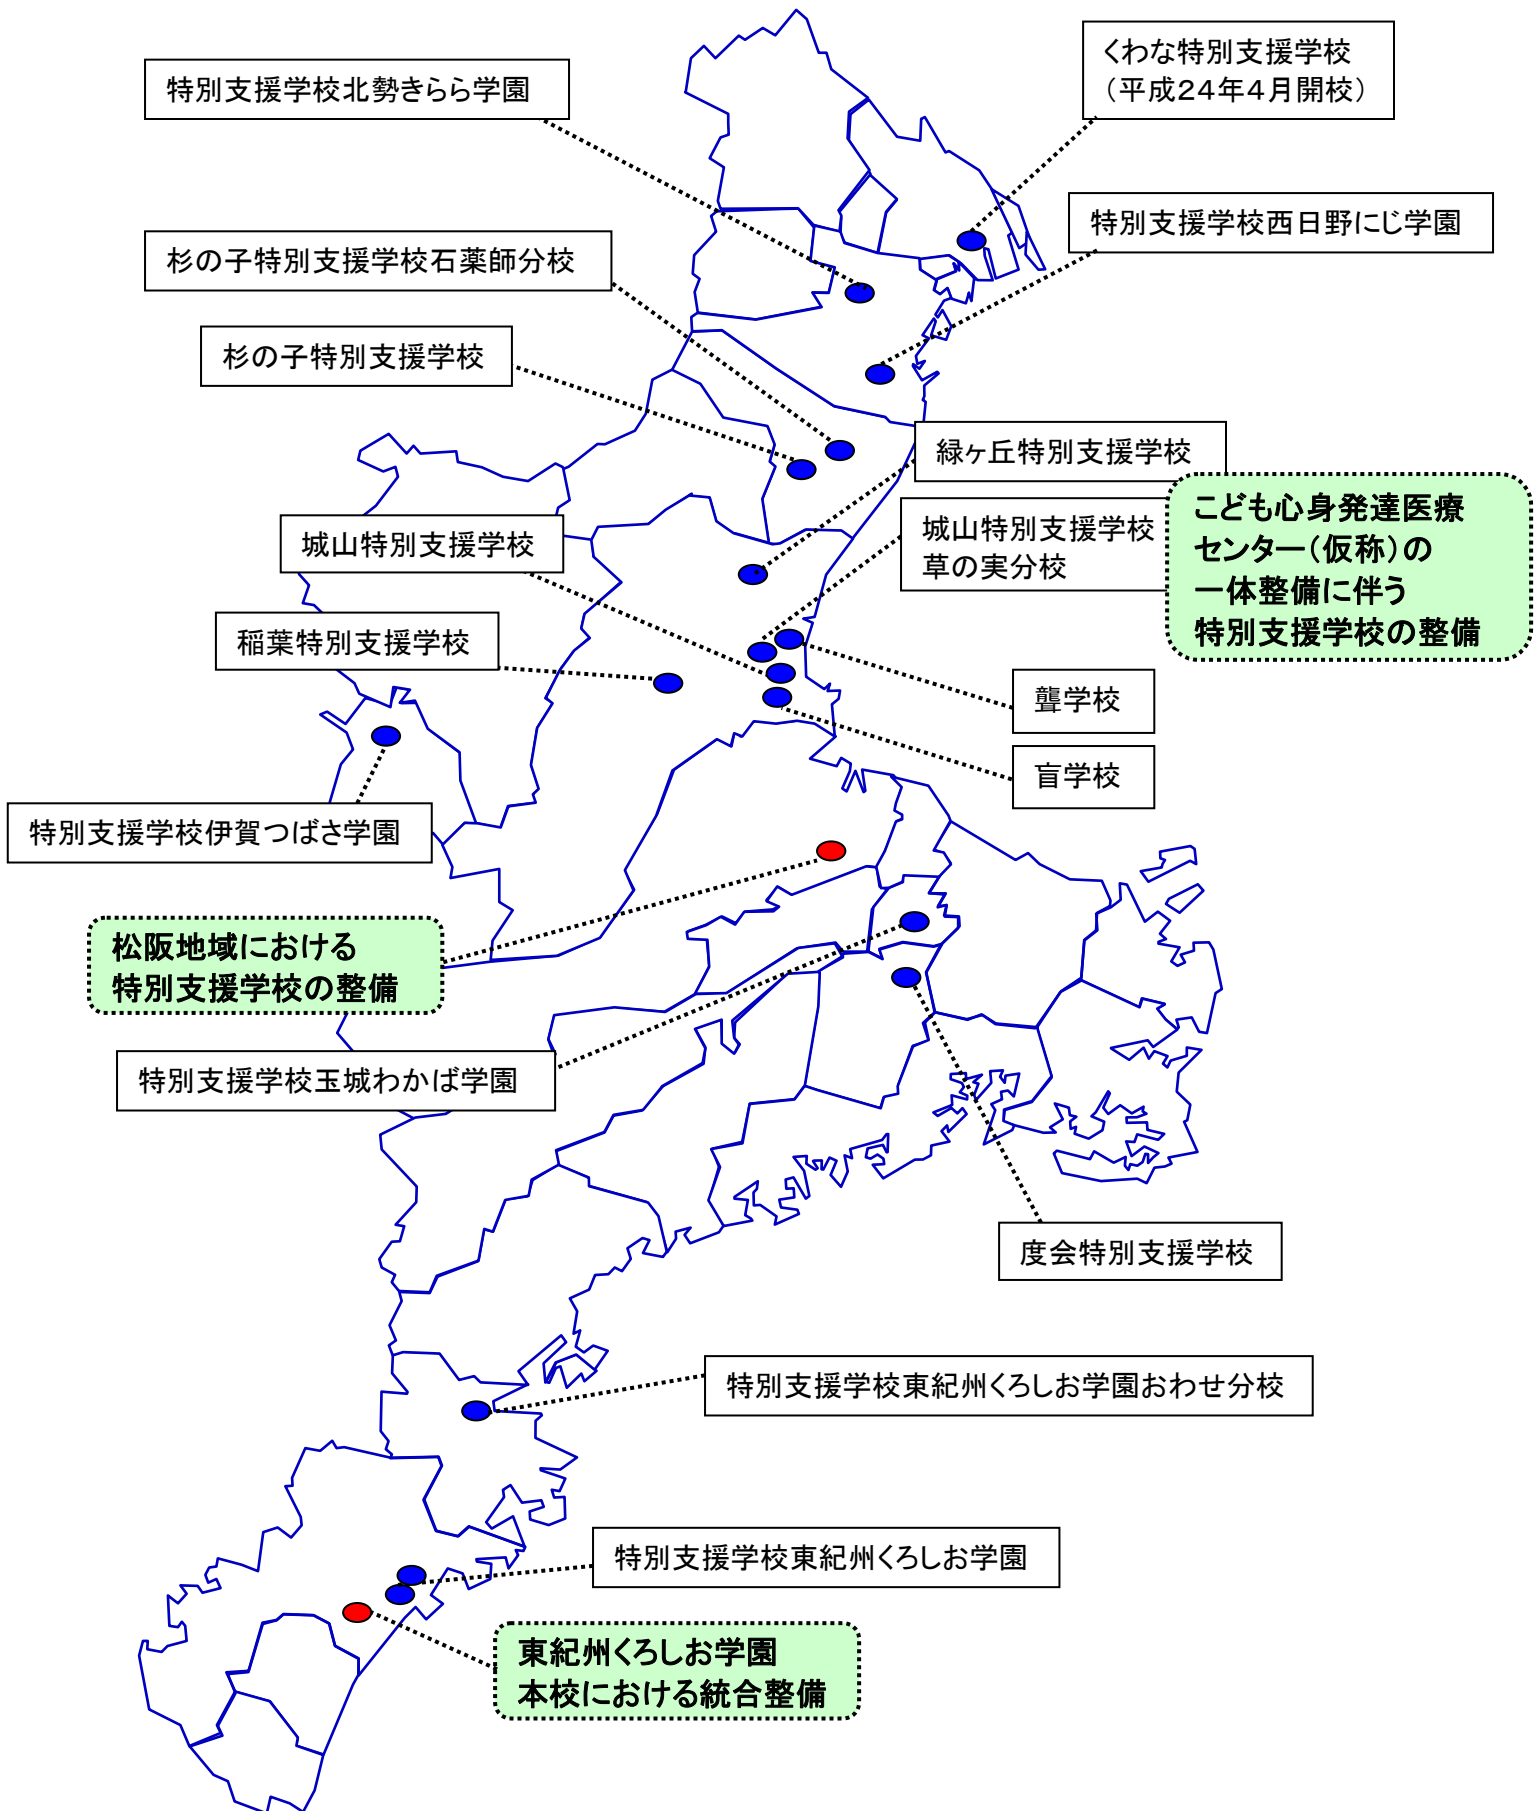 くわな特別支援学校
（平成２４年４月開校）
特別支援学校北勢きらら学園
特別支援学校西日野にじ学園
杉の子特別支援学校石薬師分校
杉の子特別支援学校
緑ヶ丘特別支援学校
こども心身発達医療
センター（仮称）の
一体整備に伴う
特別支援学校の整備
城山特別支援学校
草の実分校
城山特別支援学校
稲葉特別支援学校
聾学校
盲学校
特別支援学校伊賀つばさ学園
松阪地域における
特別支援学校の整備
特別支援学校玉城わかば学園
度会特別支援学校
特別支援学校東紀州くろしお学園おわせ分校
特別支援学校東紀州くろしお学園
東紀州くろしお学園
本校における統合整備